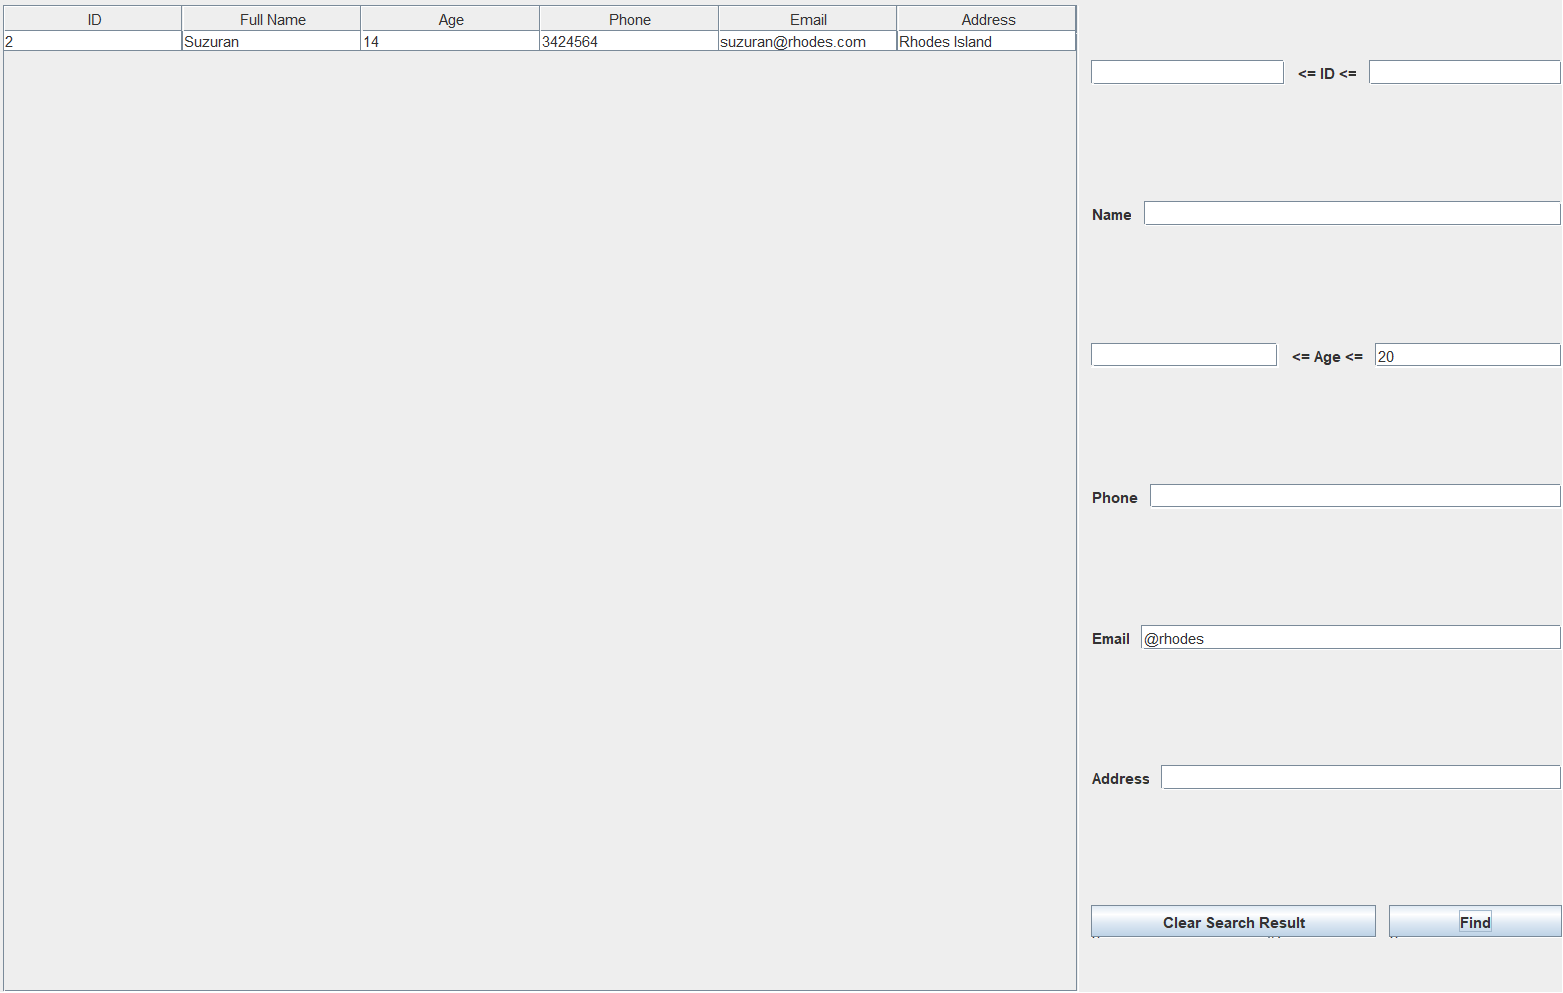 ID Full Name Age Phone Email Address
2 Suzuran 14 3424564 suzuran@rhodes.com Rhodes Island
<= ID <=
Name
<= Age <= 20
Phone
Email @rhodes
Address
Clear Search Result Find